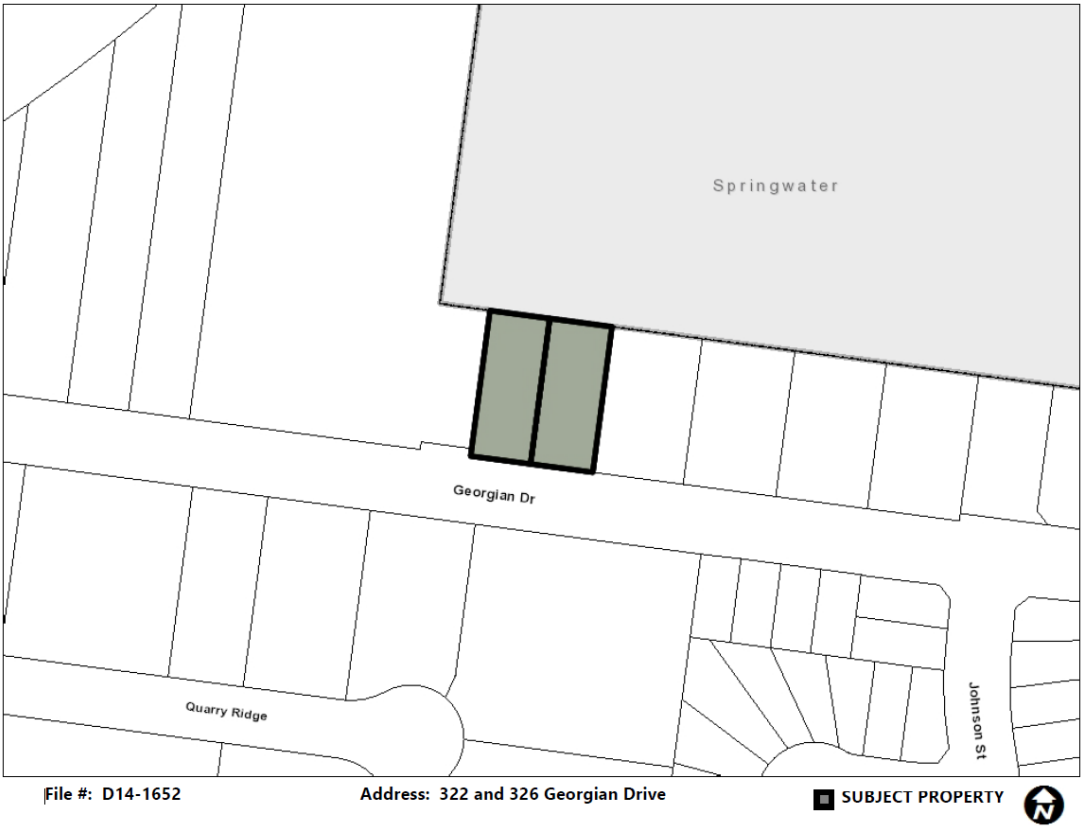 Springwater
Georgian Dr
Quarry Ridge
Johnson St
File #: D14-1652
Address: 322 and 326 Georgian Drive
SUBJECT PROPERTY
N